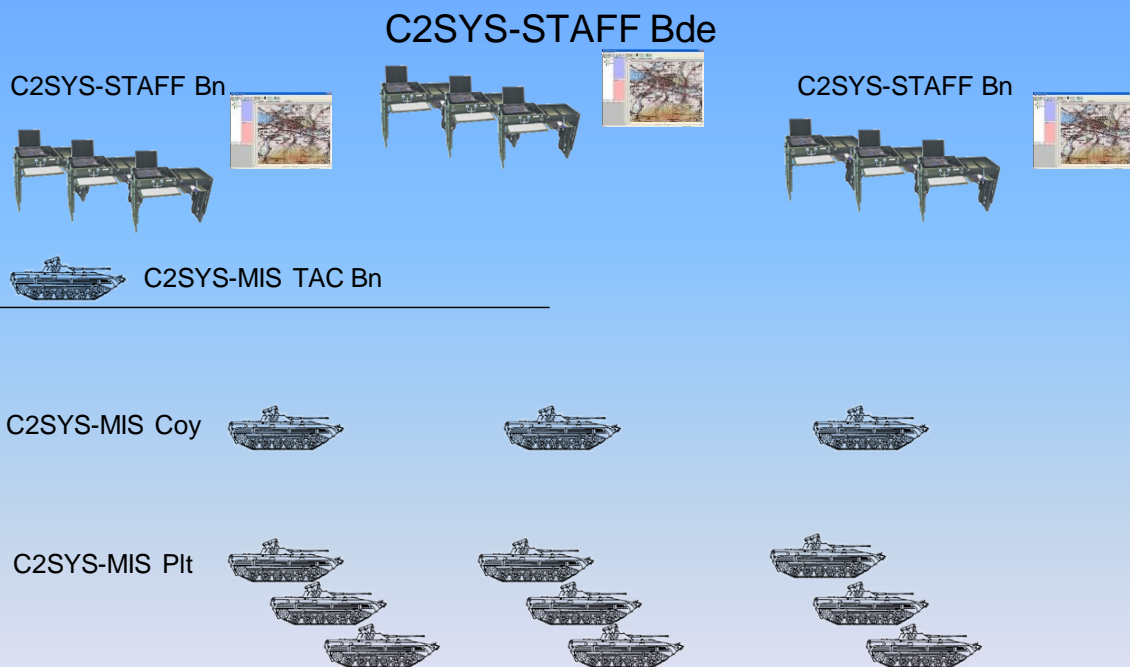 C2SYS-STAFF Bde
C2SYS-STAFF Bn
C2SYS-STAFF Bn
C2SYS-MIS TAC Bn
C2SYS-MIS Coy
C2SYS-MIS Plt